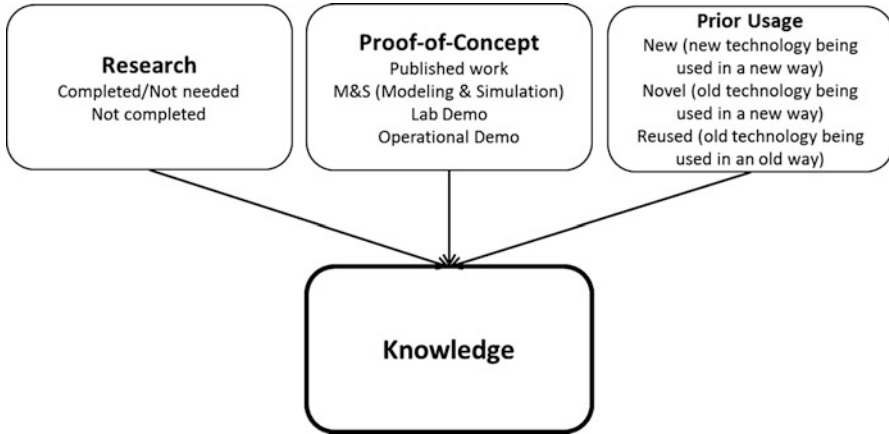 Research
Completed/Not needed
Not completed
Proof-of-Concept
Published work
M&S (Modeling & Simulation)
Lab Demo
Operational Demo
Prior Usage
New (new technology being
used in a new way)
Novel (old technology being
used in a new way)
Reused (old technology being
used in an old way)
Knowledge